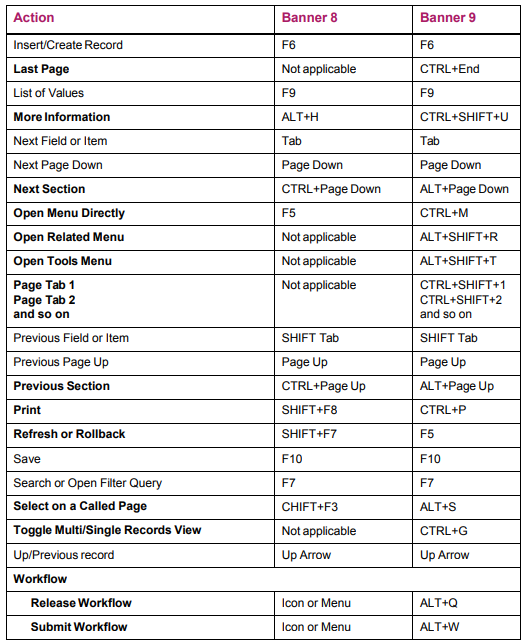 Action Banner 8 Banner 9
Insert/Create Record F6 F6
Last Page Not applicable CTRL+End
List of Values F9 F9
More Information ALT+H CTRL+SHIFT+U
Next Field or Item Tab Tab
Next Page Down Page Down Page Down
Next Section CTRL+Page Down ALT+Page Down
Open Menu Directly F5 CTRL+M
Open Related Menu Not applicable ALT+SHIFT+R
Open Tools Menu Not applicable ALT+SHIFT+T
Page Tab 1 Not applicable CTRL+SHIFT+1
Page Tab 2 CTRL+SHIFT+2
and so on and so on
Previous Field or Item SHIFT Tab SHIFT Tab
Previous Page Up Page Up Page Up
Previous Section CTRL+Page Up ALT+Page Up
Print SHIFT+F8 CTRL+P
Refresh or Rollback SHIFT+F7 F5
Save F10 F10
Search or Open Filter Query F7 F7
Select on a Called Page CHIFT+F3 ALT+S
Toggle Multi/Single Records View Not applicable CTRL+G
Up/Previous record Up Arrow Up Arrow
Workflow
Release Workflow Icon or Menu ALT+Q
Submit Workflow Icon or Menu ALT+W